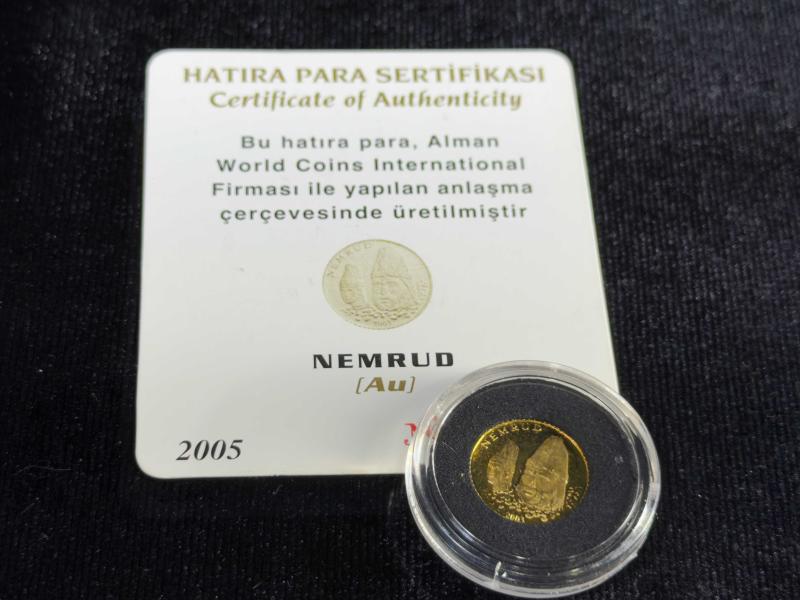 HATIRA PARA SERTİFİKASI
Certificate of Authenticity
Bu hatıra para, Alman
World Coins International
Firması ile yapılan anlaşma
çerçevesinde üretilmiştir
NEMRUD
NEMRUD
[Au]
2005
NEMRUD